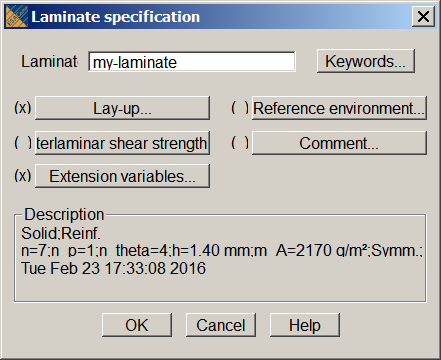 Laminate specification
Laminate my-laminate Keywords...
(x) Lay-up... ( ) Reference environment...
( ) terlaminar shear strength ( ) Comment...
(x) Extension variables...
Description
Solid;Reinf.
n=7;n_p=1;n_theta=4;h=1.40 mm;m_A=2170 g/m²;Symm.;
Tue Feb 23 17:33:08 2016
OK Cancel Help